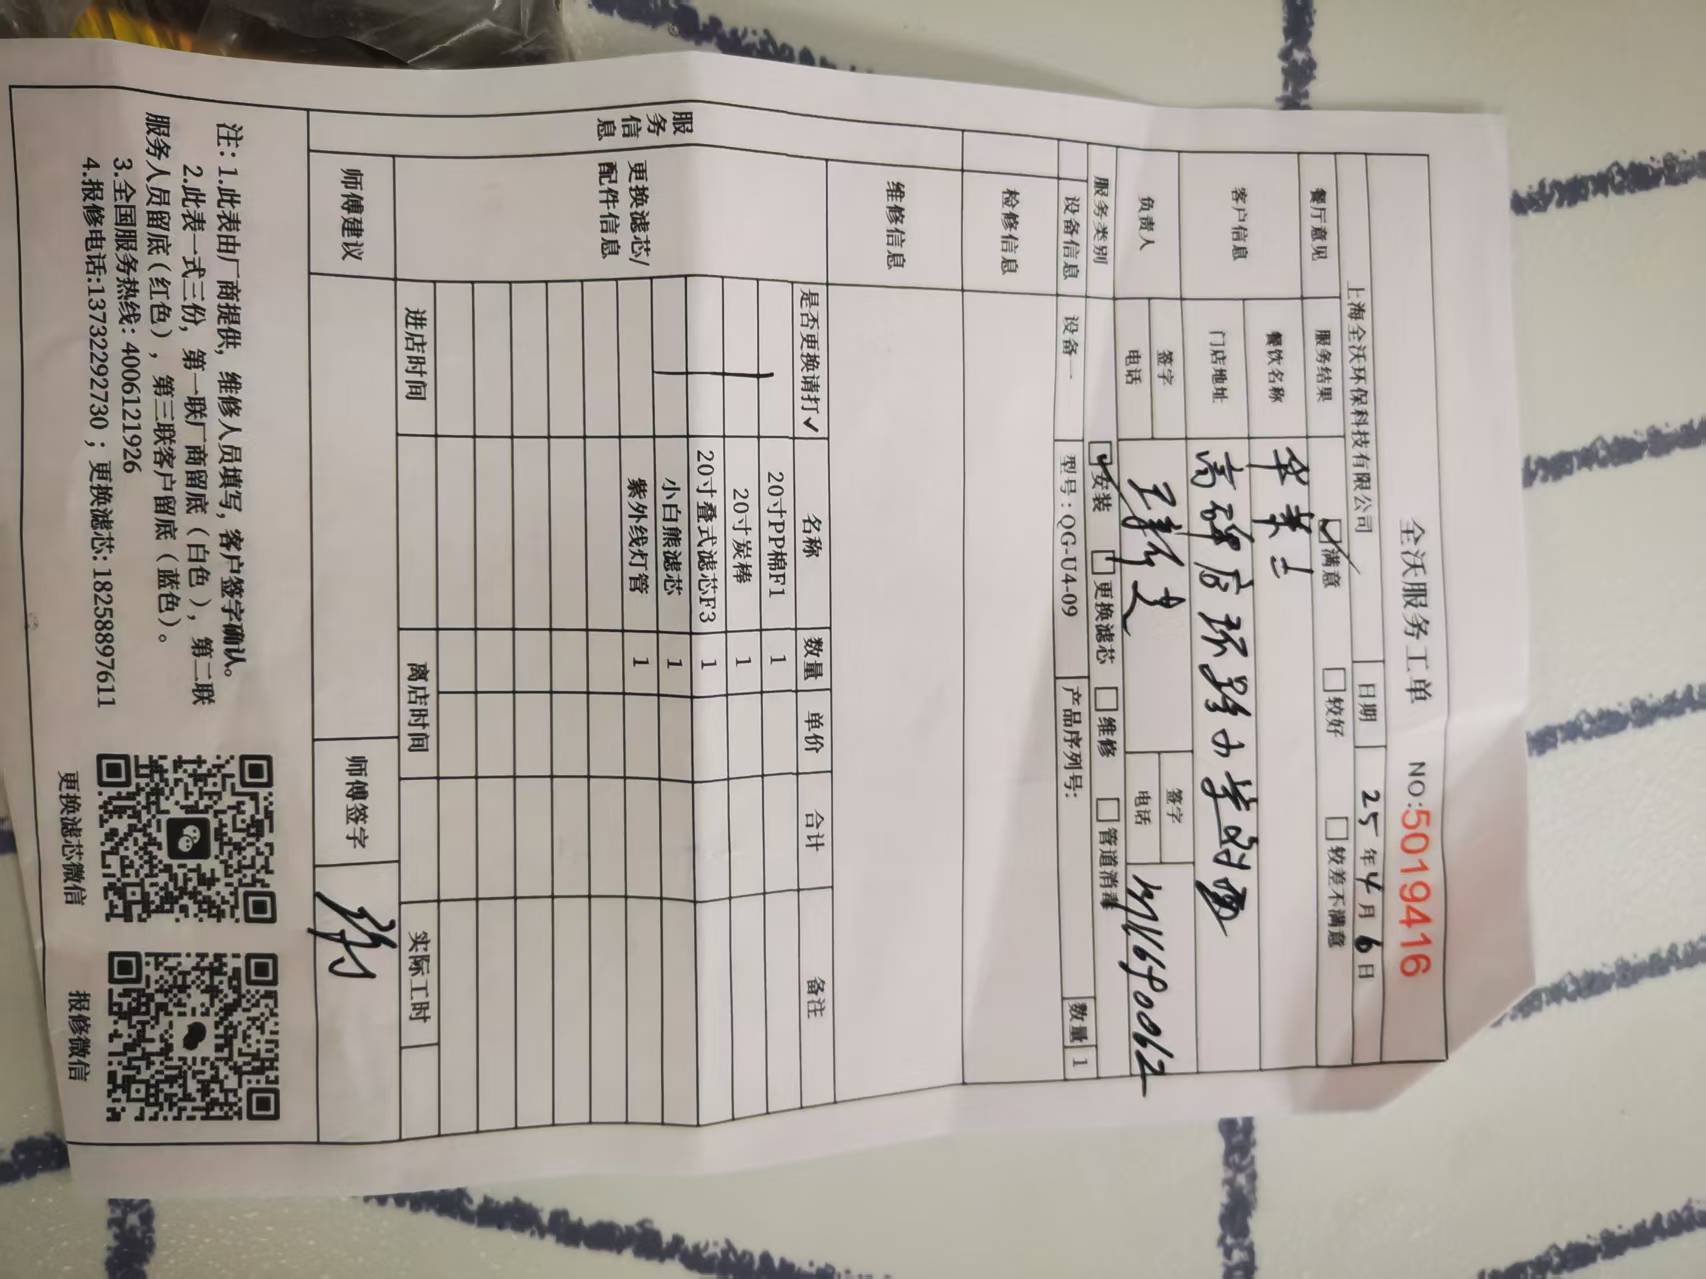 全沃服务工单 NO:5019416
上海全沃环保科技有限公司 日期 25年4月6日
餐厅意见 服务结果 ☑满意 □较好 □较差不满意
客户信息 餐饮名称 华莱士
门店地址
负责人 签字 签字
电话 电话
服务类别 ☑安装 □更换滤芯 □维修 □管道消毒
设备信息 设备一 型号:QG-U4-09 产品序列号: 数量 1
检修信息
维修信息
服务信息
更换滤芯/配件信息
是否更换请打✓ 名称 数量 单价 合计 备注
20寸PP棉F1 1
20寸炭棒 1
20寸叠式滤芯F3 1
小白熊滤芯 1
紫外线灯管 1
进店时间 离店时间 实际工时
师傅建议 师傅签字
注: 1.此表由厂商提供, 维修人员填写, 客户签字确认。
2.此表一式三份, 第一联厂商留底（白色）, 第二联
服务人员留底（红色）, 第三联客户留底（蓝色）。
3.全国服务热线: 4006121926
4.报修电话:13732292730；更换滤芯:18258897611
更换滤芯微信 报修微信